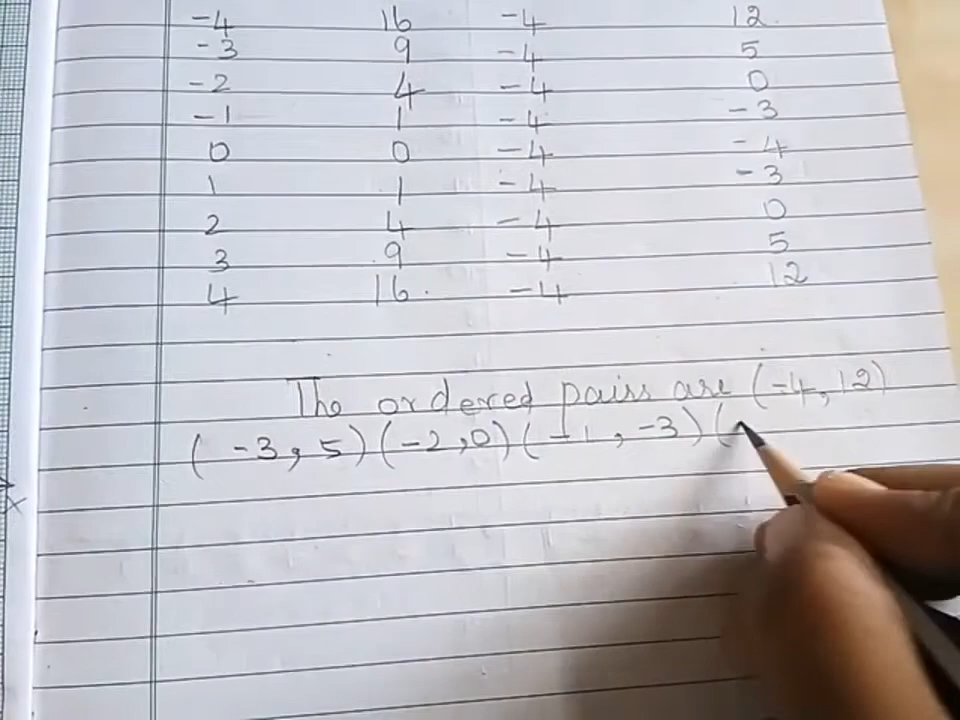 -4 16 -4 12
-3 9 -4 5
-2 4 -4 0
-1 1 -4 -3
0 0 -4 -4
1 1 -4 -3
2 4 -4 0
3 9 -4 5
4 16 -4 12
The ordered pairs are (-4, 12)
(-3, 5) (-2, 0) (-1, -3) (
X